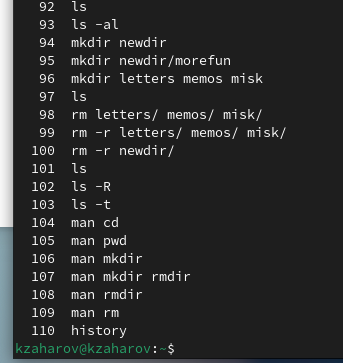 92 ls
93 ls -al
94 mkdir newdir
95 mkdir newdir/morefun
96 mkdir letters memos misk
97 ls
98 rm letters/ memos/ misk/
99 rm -r letters/ memos/ misk/
100 rm -r newdir/
101 ls
102 ls -R
103 ls -t
104 man cd
105 man pwd
106 man mkdir
107 man mkdir rmdir
108 man rmdir
109 man rm
110 history
kzaharov@kzaharov:~$